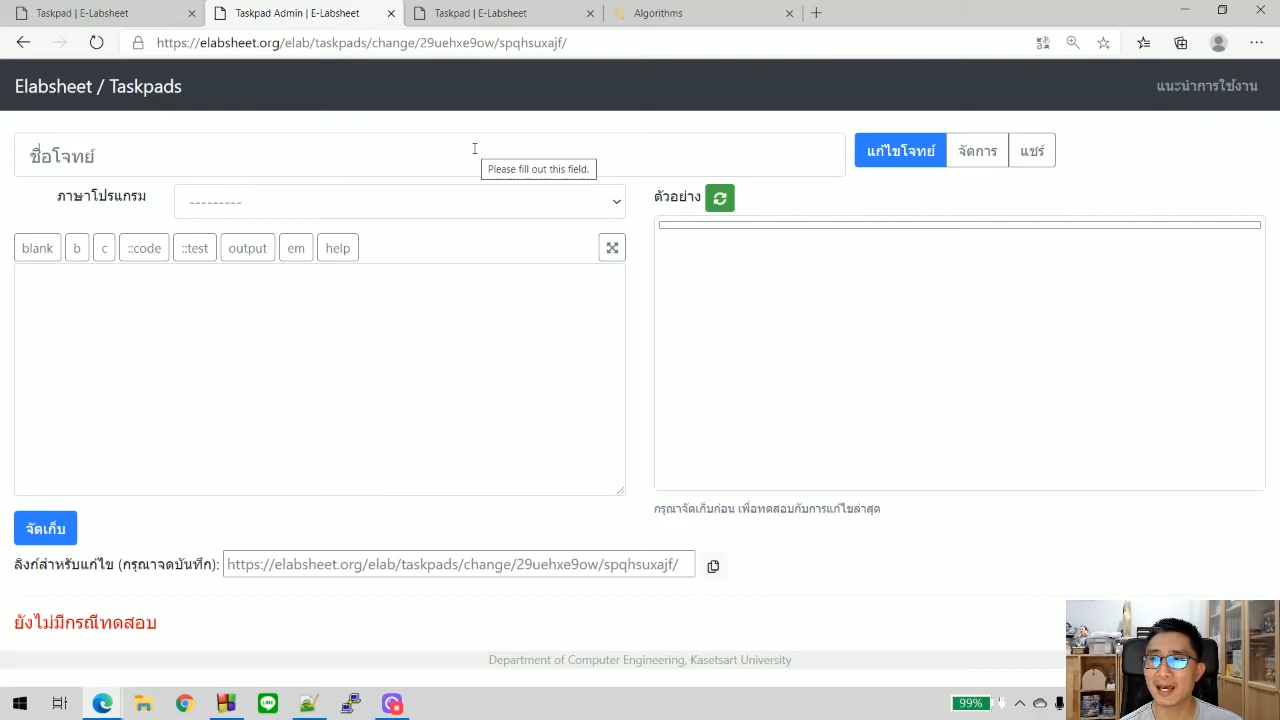 Taskpad | E-Labsheet
Taskpad Admin | E-Labsheet
Taskpad | E-Labsheet
Algorithms
https://elabsheet.org/elab/taskpads/change/29uehxe9ow/spqhsuxajf/
Elabsheet / Taskpads
แนะนำการใช้งาน
ชื่อโจทย์
Please fill out this field.
แก้ไขโจทย์
จัดการ
แชร์
ภาษาโปรแกรม
---------
ตัวอย่าง
blank
b
c
::code
::test
output
em
help
กรุณาจัดเก็บก่อน เพื่อทดสอบกับการแก้ไขล่าสุด
จัดเก็บ
ลิงก์สำหรับแก้ไข (กรุณาจดบันทึก):
https://elabsheet.org/elab/taskpads/change/29uehxe9ow/spqhsuxajf/
ยังไม่มีกรณีทดสอบ
Department of Computer Engineering, Kasetsart University
99%